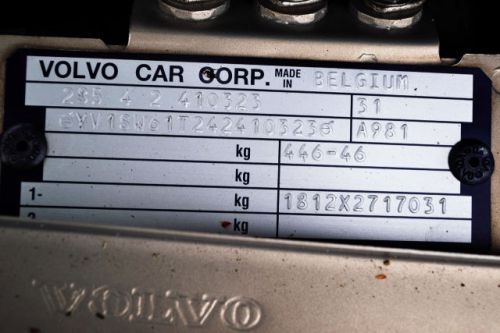 VOLVO CAR CORP. MADE IN BELGIUM
285 4 2 410323 31
A981
kg 446-46
kg
1- kg 1812X2717031
kg
VOLVO